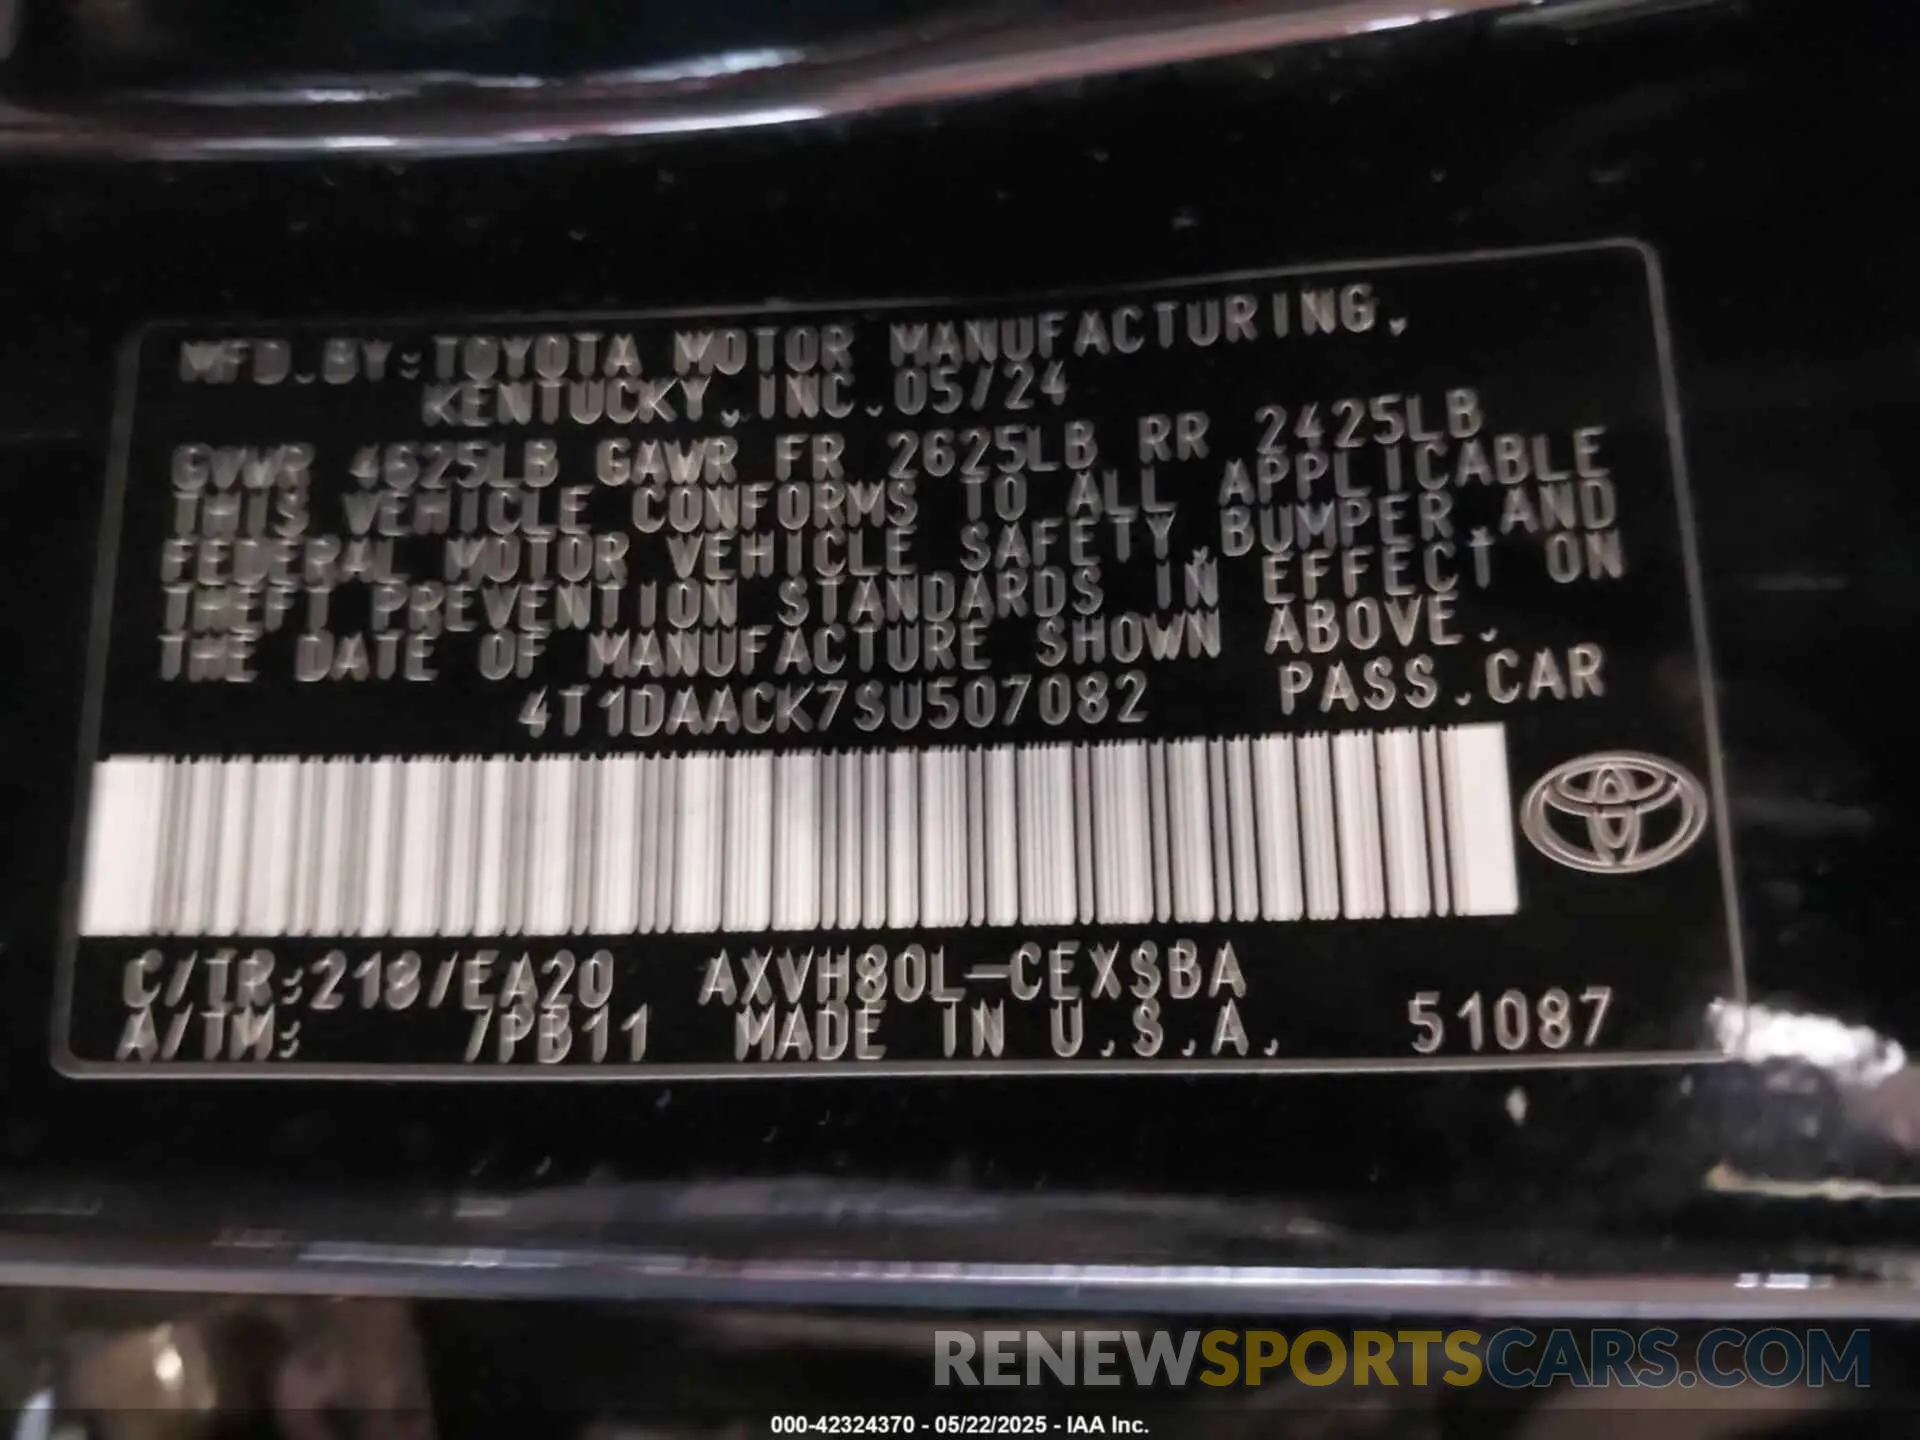 MFD.BY:TOYOTA MOTOR MANUFACTURING,
KENTUCKY, INC. 05/24
GVWR 4625LB GAWR FR 2625LB RR 2425LB
THIS VEHICLE CONFORMS TO ALL APPLICABLE
FEDERAL MOTOR VEHICLE SAFETY,BUMPER,AND
THEFT PREVENTION STANDARDS IN EFFECT ON
THE DATE OF MANUFACTURE SHOWN ABOVE.
4T1DAACK7SU507082 PASS.CAR
C/TR:218/EA20 AXVH80L-CEXSBA
A/TM: /PB11 MADE IN U.S.A. 51087
RENEWSPORTSCARS.COM
000-42324370 - 05/22/2025 - IAA Inc.